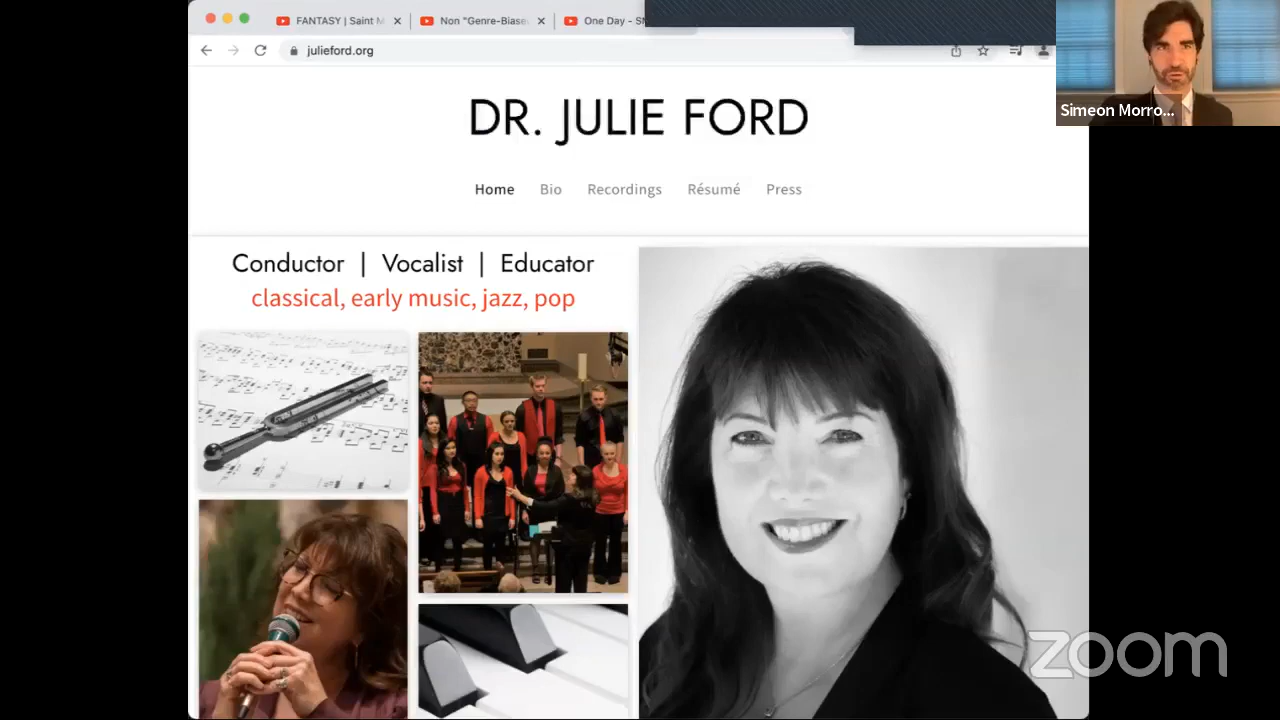 FANTASY | Saint M
Non "Genre-Biase
One Day - SM
julieford.org
Simeon Morro...
DR. JULIE FORD
Home Bio Recordings Résumé Press
Conductor | Vocalist | Educator
classical, early music, jazz, pop
zoom